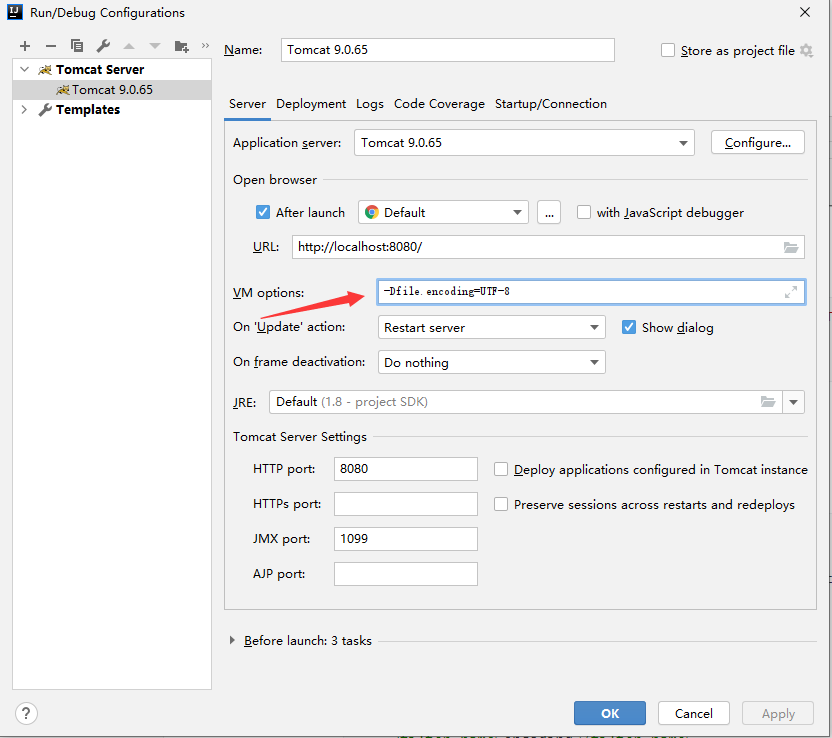 Run/Debug Configurations
Name: Tomcat 9.0.65 Store as project file
Tomcat Server
Tomcat 9.0.65
Templates
Server Deployment Logs Code Coverage Startup/Connection
Application server: Tomcat 9.0.65 Configure...
Open browser
After launch Default ... with JavaScript debugger
URL: http://localhost:8080/
VM options: -Dfile.encoding=UTF-8
On 'Update' action: Restart server Show dialog
On frame deactivation: Do nothing
JRE: Default (1.8 - project SDK)
Tomcat Server Settings
HTTP port: 8080 Deploy applications configured in Tomcat instance
HTTPs port: Preserve sessions across restarts and redeploys
JMX port: 1099
AJP port:
Before launch: 3 tasks
? OK Cancel Apply